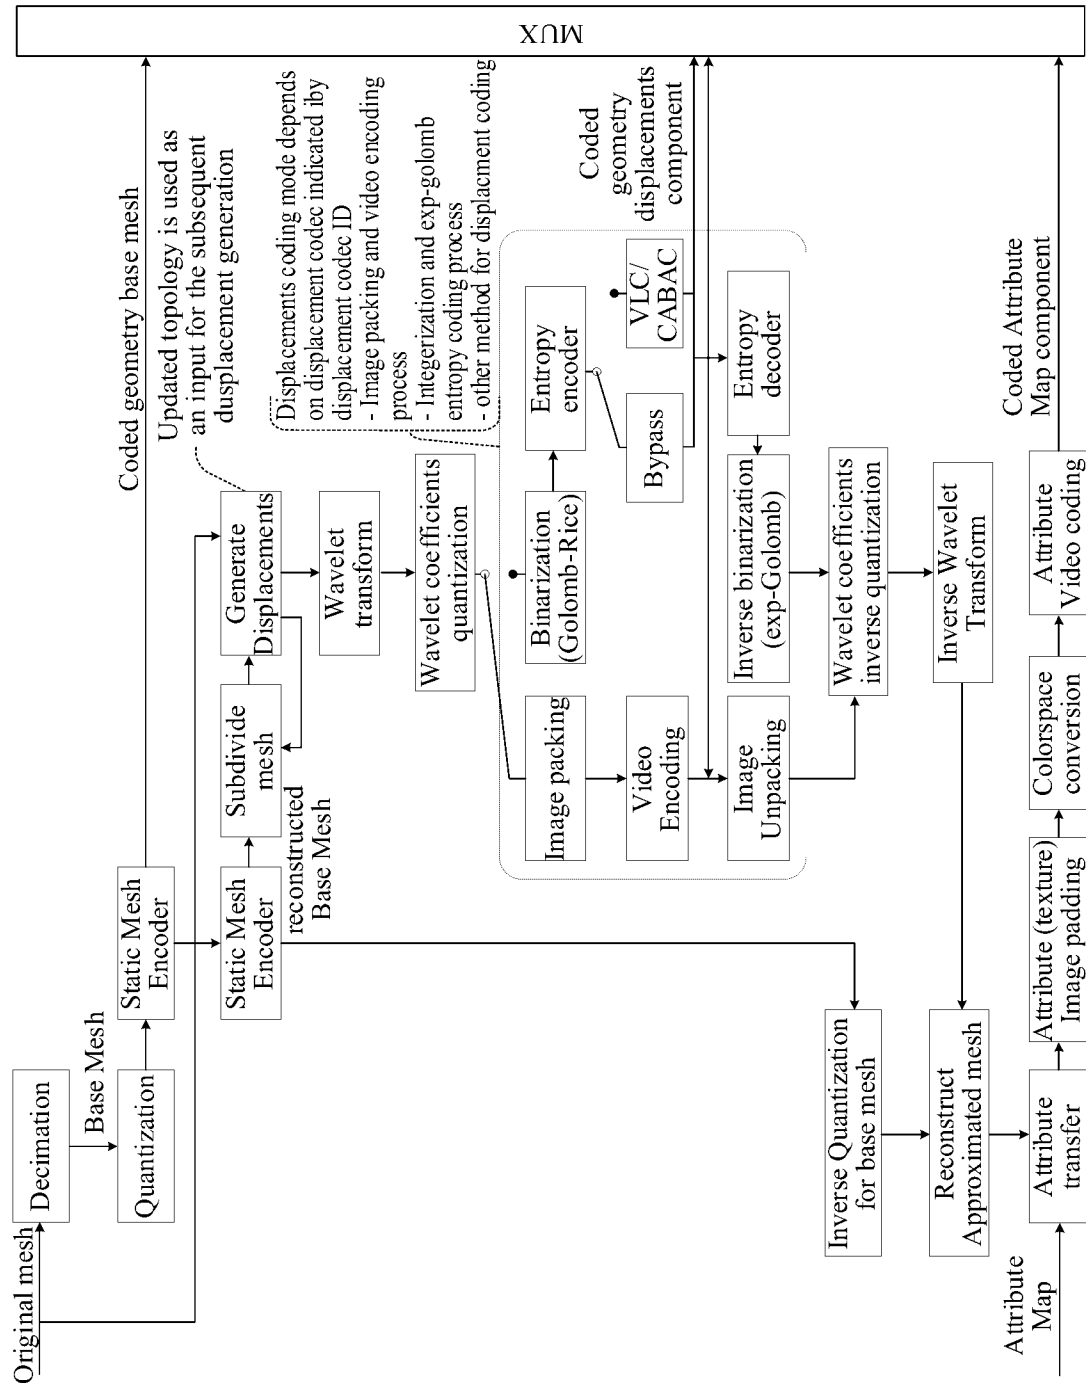 Original mesh
Decimation
Base Mesh
Quantization
Static Mesh
Encoder
Coded geometry base mesh
MUX
Static Mesh
Encoder
reconstructed
Base Mesh
Subdivide
mesh
Generate
Displacements
Updated topology is used as
an input for the subsequent
dusplacement generation
Wavelet
transform
Wavelet coefficients
quantization
Displacements coding mode depends
on displacement codec indicated iby
displacement codec ID
- Image packing and video encoding
process
- Integerization and exp-golomb
entropy coding process
- other method for displacment coding
Image packing
Binarization
(Golomb-Rice)
Entropy
encoder
Video
Encoding
Bypass
VLC/
CABAC
Coded
geometry
displacements
component
Image
Unpacking
Inverse binarization
(exp-Golomb)
Entropy
decoder
Inverse Quantization
for base mesh
Wavelet coefficients
inverse quantization
Reconstruct
Approximated mesh
Inverse Wavelet
Transform
Attribute
Map
Attribute
transfer
Attribute (texture)
Image padding
Colorspace
conversion
Attribute
Video coding
Coded Attribute
Map component